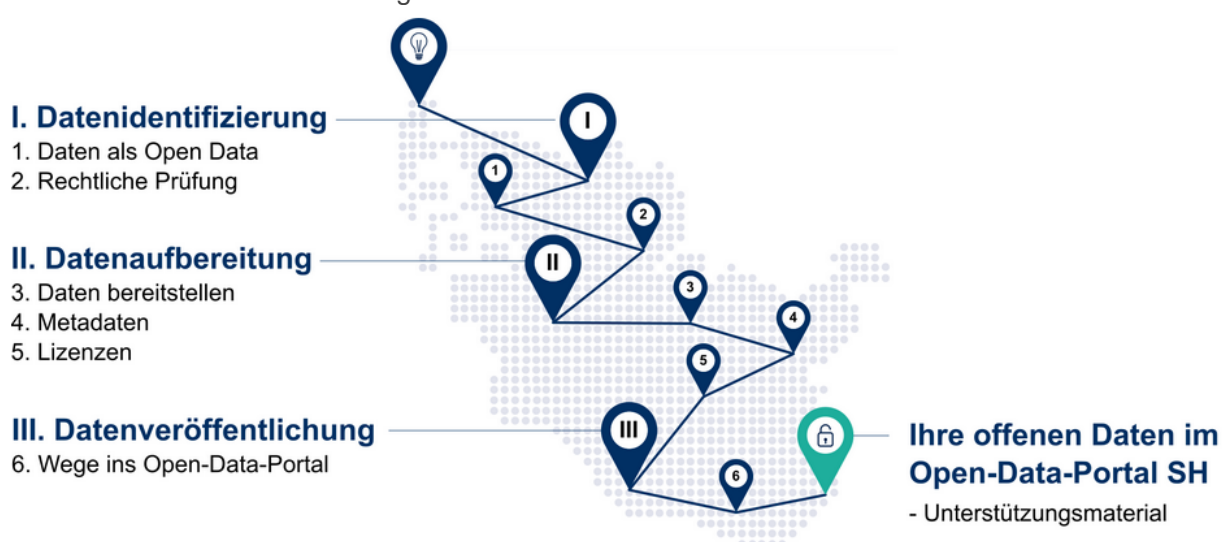 I. Datenidentifizierung
1. Daten als Open Data
2. Rechtliche Prüfung
II. Datenaufbereitung
3. Daten bereitstellen
4. Metadaten
5. Lizenzen
III. Datenveröffentlichung
6. Wege ins Open-Data-Portal
I
1
2
II
3
4
5
III
6
Ihre offenen Daten im
Open-Data-Portal SH
- Unterstützungsmaterial